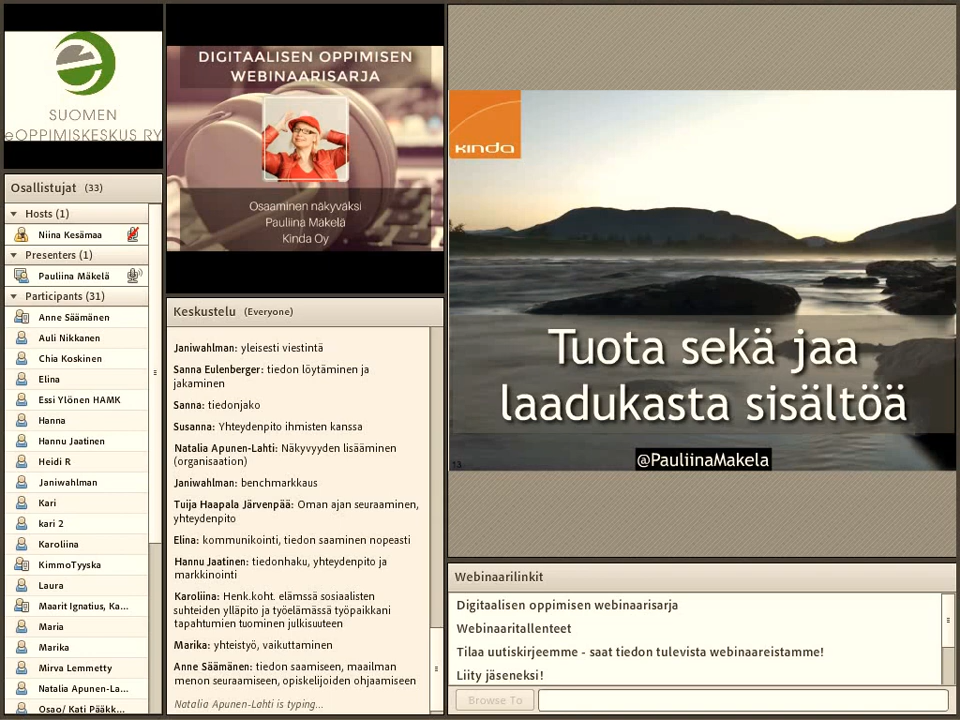 SUOMEN
eOPPIMISKESKUS RY
Osallistujat (33)
Hosts (1)
Niina Kesämaa
Presenters (1)
Pauliina Mäkelä
Participants (31)
Anne Säämänen
Auli Nikkanen
Chia Koskinen
Elina
Essi Ylönen HAMK
Hanna
Hannu Jaatinen
Heidi R
Janiwahlman
Kari
kari 2
Karoliina
KimmoTyyska
Laura
Maarit Ignatius, Ka...
Maria
Marika
Mirva Lemmetty
Natalia Apunen-La...
Osao/ Kati Pääkk...
DIGITAALISEN OPPIMISEN
WEBINAARISARJA
Osaaminen näkyväksi
Pauliina Mäkelä
Kinda Oy
Keskustelu (Everyone)
Janiwahlman: yleisesti viestintä
Sanna Eulenberger: tiedon löytäminen ja
jakaminen
Sanna: tiedonjako
Susanna: Yhteydenpito ihmisten kanssa
Natalia Apunen-Lahti: Näkyvyyden lisääminen
(organisaation)
Janiwahlman: benchmarkkaus
Tuija Haapala Järvenpää: Oman ajan seuraaminen,
yhteydenpito
Elina: kommunikointi, tiedon saaminen nopeasti
Hannu Jaatinen: tiedonhaku, yhteydenpito ja
markkinointi
Karoliina: Henk.koht. elämssä sosiaalisten
suhteiden ylläpito ja työelämässä työpaikkani
tapahtumien tuominen julkisuuteen
Marika: yhteistyö, vaikuttaminen
Anne Säämänen: tiedon saamiseen, maailman
menon seuraamiseen, opiskelijoiden ohjaamiseen
Natalia Apunen-Lahti is typing...
kinda
Tuota sekä jaa
laadukasta sisältöä
@PauliinaMakela
13
Webinaarilinkit
Digitaalisen oppimisen webinaarisarja
Webinaaritallenteet
Tilaa uutiskirjeemme - saat tiedon tulevista webinaareistamme!
Liity jäseneksi!
Browse To